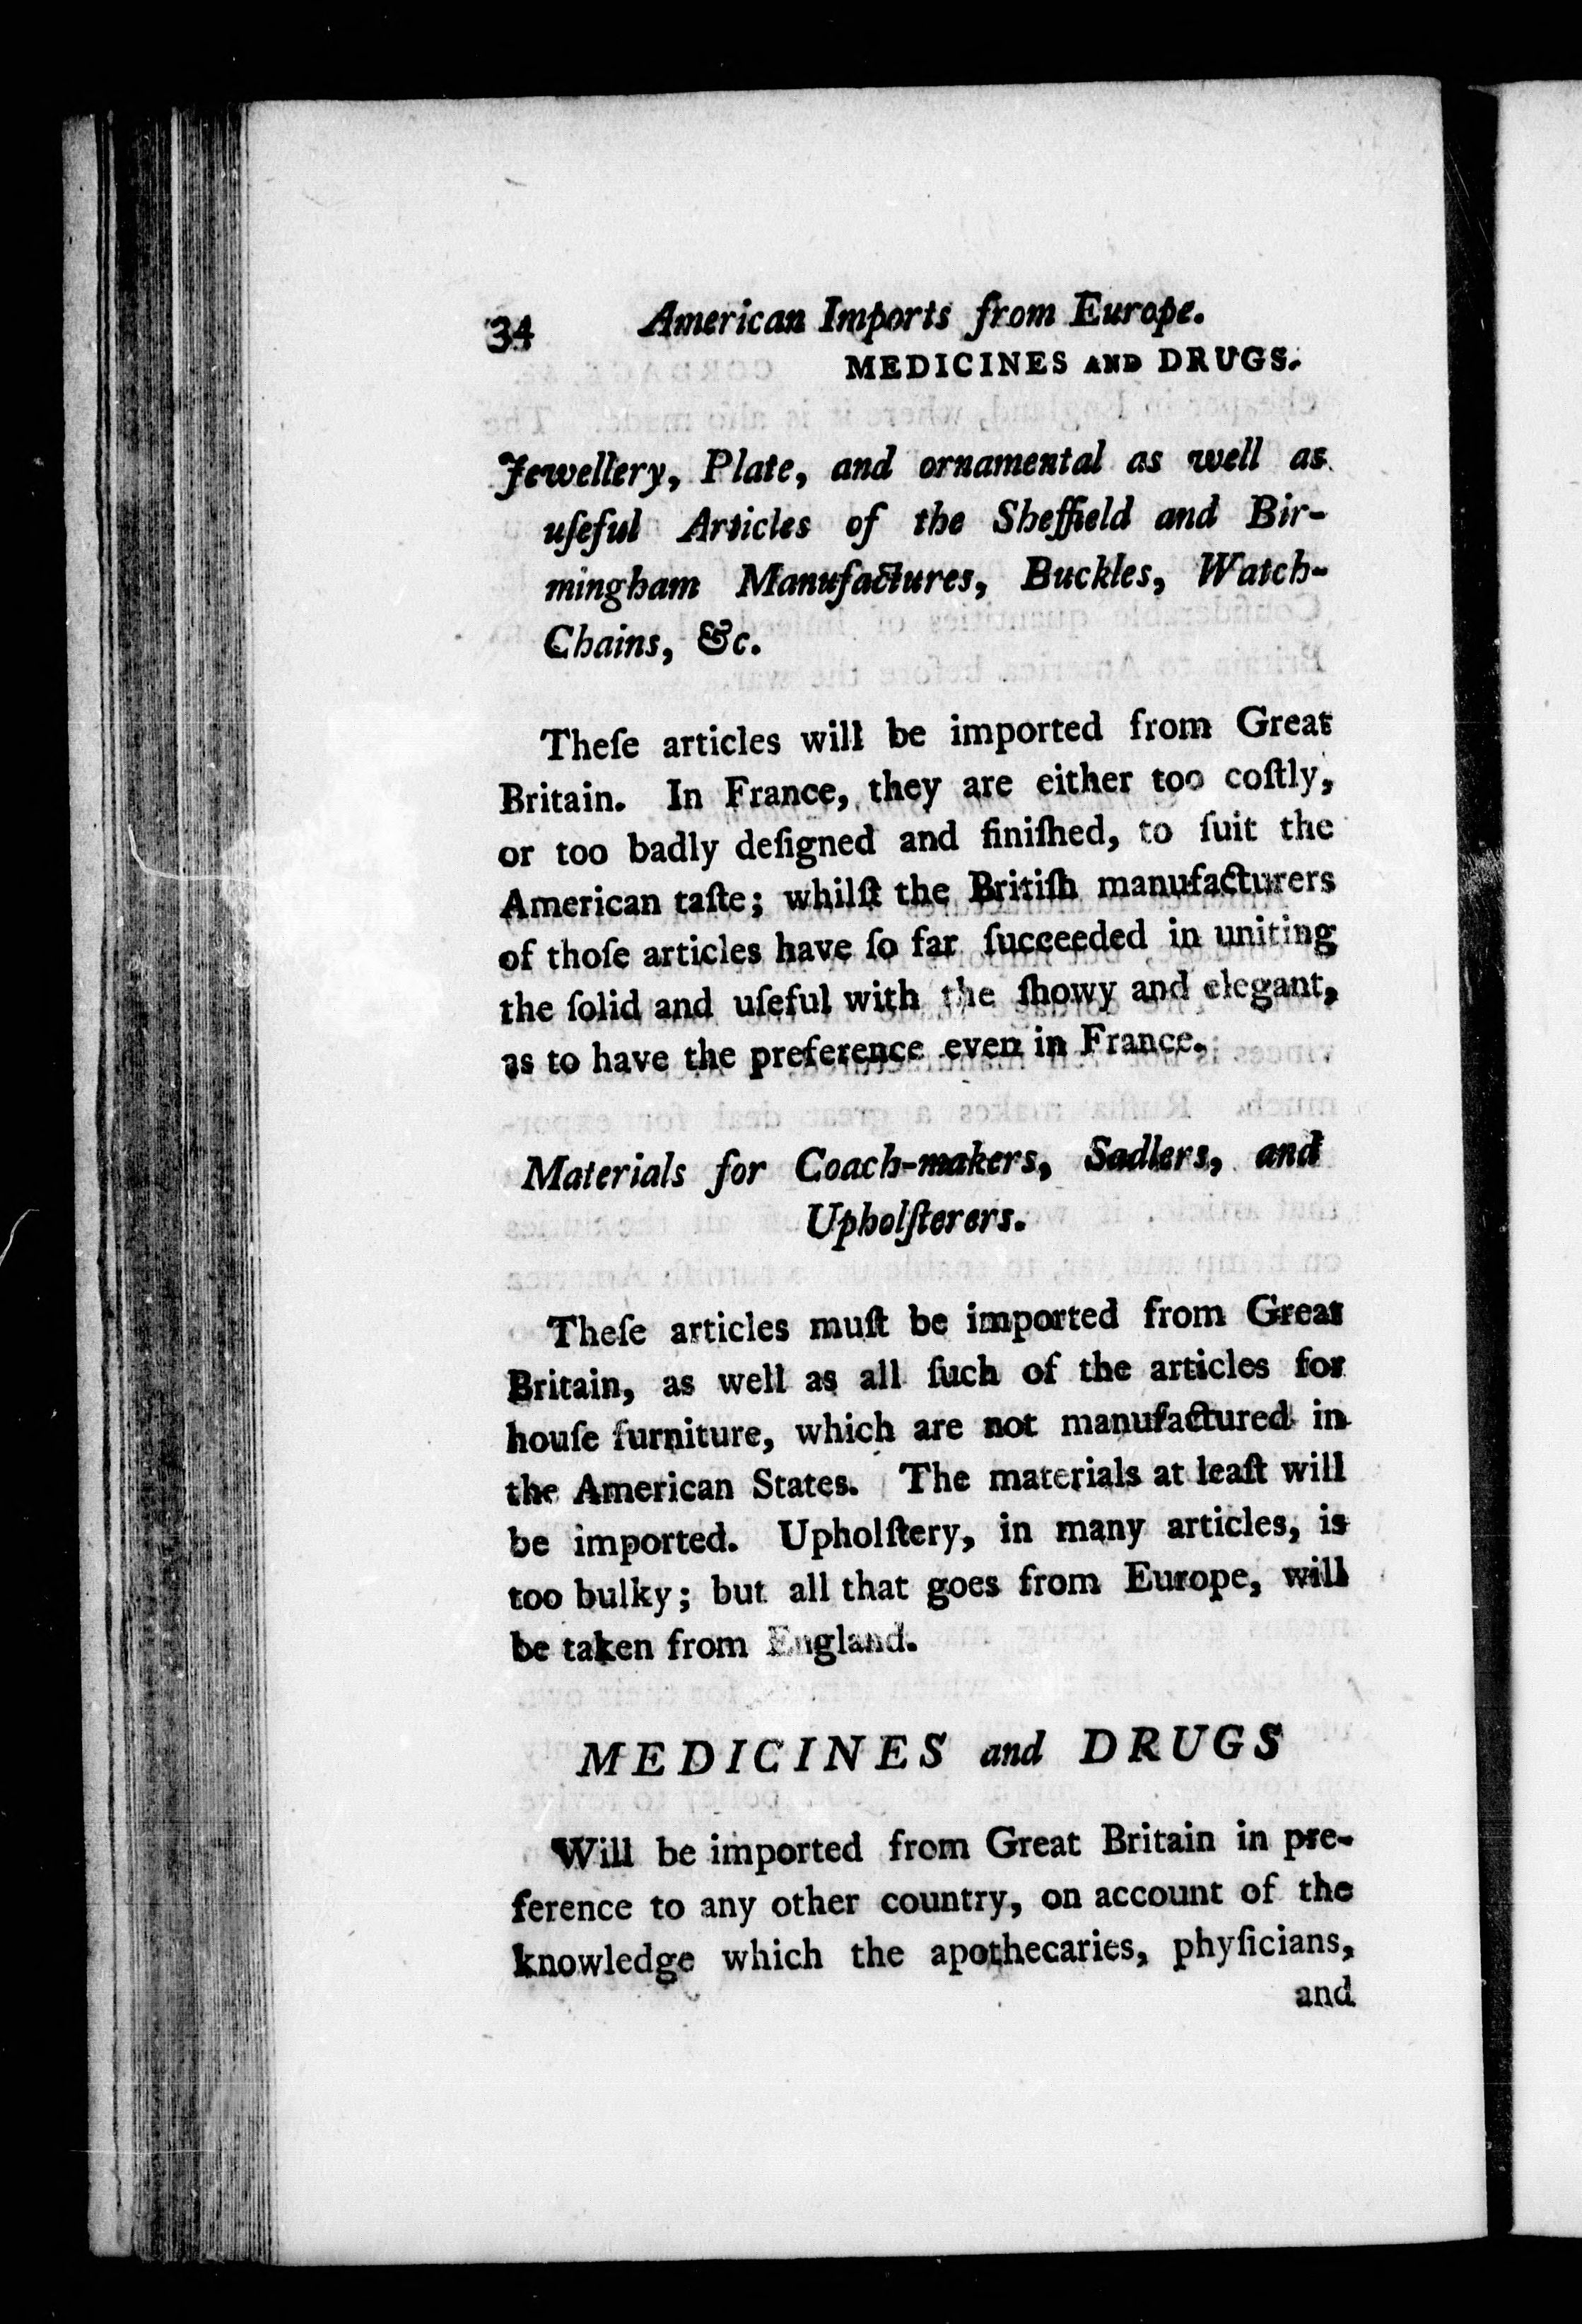 34 American Imports from Europe.
MEDICINES AND DRUGS.
Jewellery, Plate, and ornamental as well as
uſeful Articles of the Sheffield and Bir-
mingham Manufactures, Buckles, Watch-
Chains, &c.
Theſe articles will be imported from Great
Britain. In France, they are either too coſtly,
or too badly deſigned and finiſhed, to ſuit the
American taſte; whilſt the Britiſh manufacturers
of thoſe articles have ſo far ſucceeded in uniting
the ſolid and uſeful with the ſhowy and elegant,
as to have the preference even in France.
Materials for Coach-makers, Sadlers, and
Upholſterers.
Theſe articles muſt be imported from Great
Britain, as well as all ſuch of the articles for
houſe furniture, which are not manufactured in
the American States. The materials at leaſt will
be imported. Upholſtery, in many articles, is
too bulky; but all that goes from Europe, will
be taken from England.
MEDICINES and DRUGS
Will be imported from Great Britain in pre-
ference to any other country, on account of the
knowledge which the apothecaries, phyſicians,
and